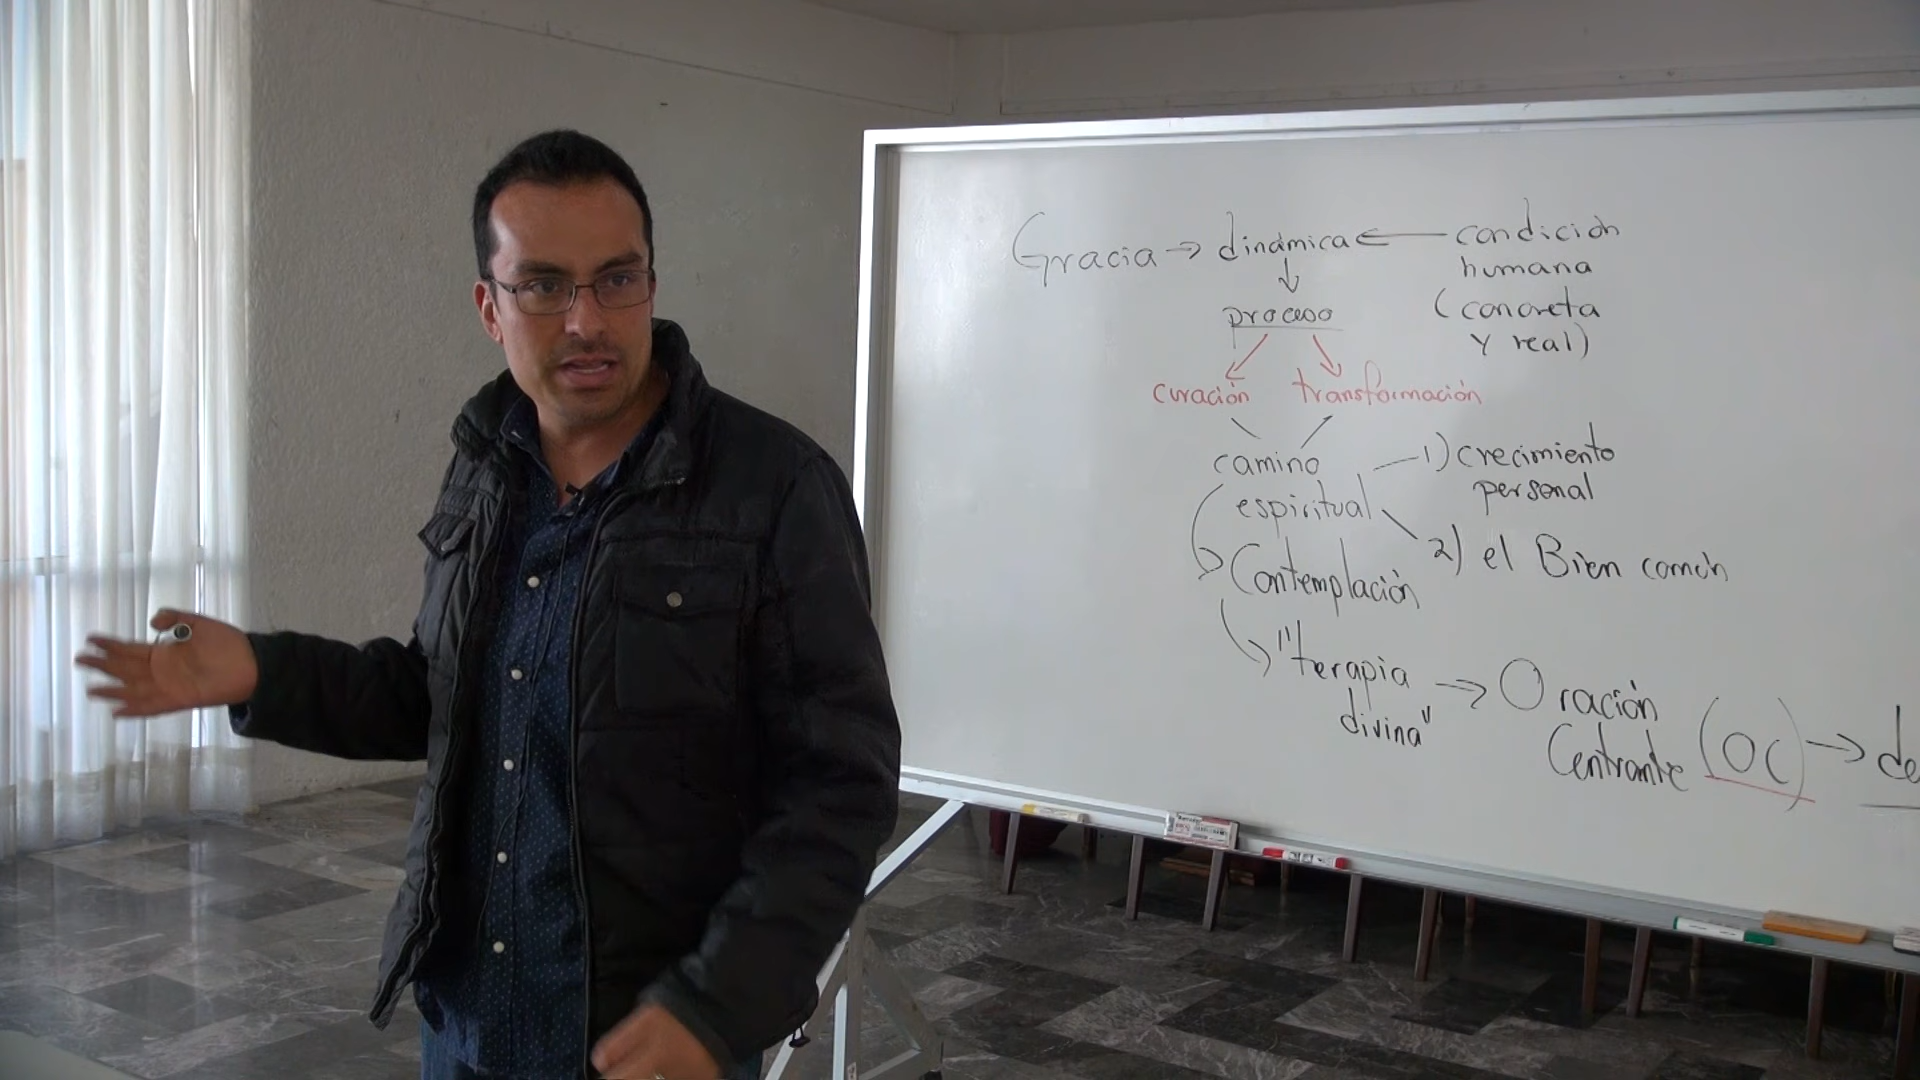 Gracia → dinámica ← condición
humana
(concreta
y real)
↓
proceso
curación transformación
camino
espiritual
1) crecimiento
personal
2) el Bien común
Contemplación
"terapia
divina" → Oración
Centrante (OC) → de